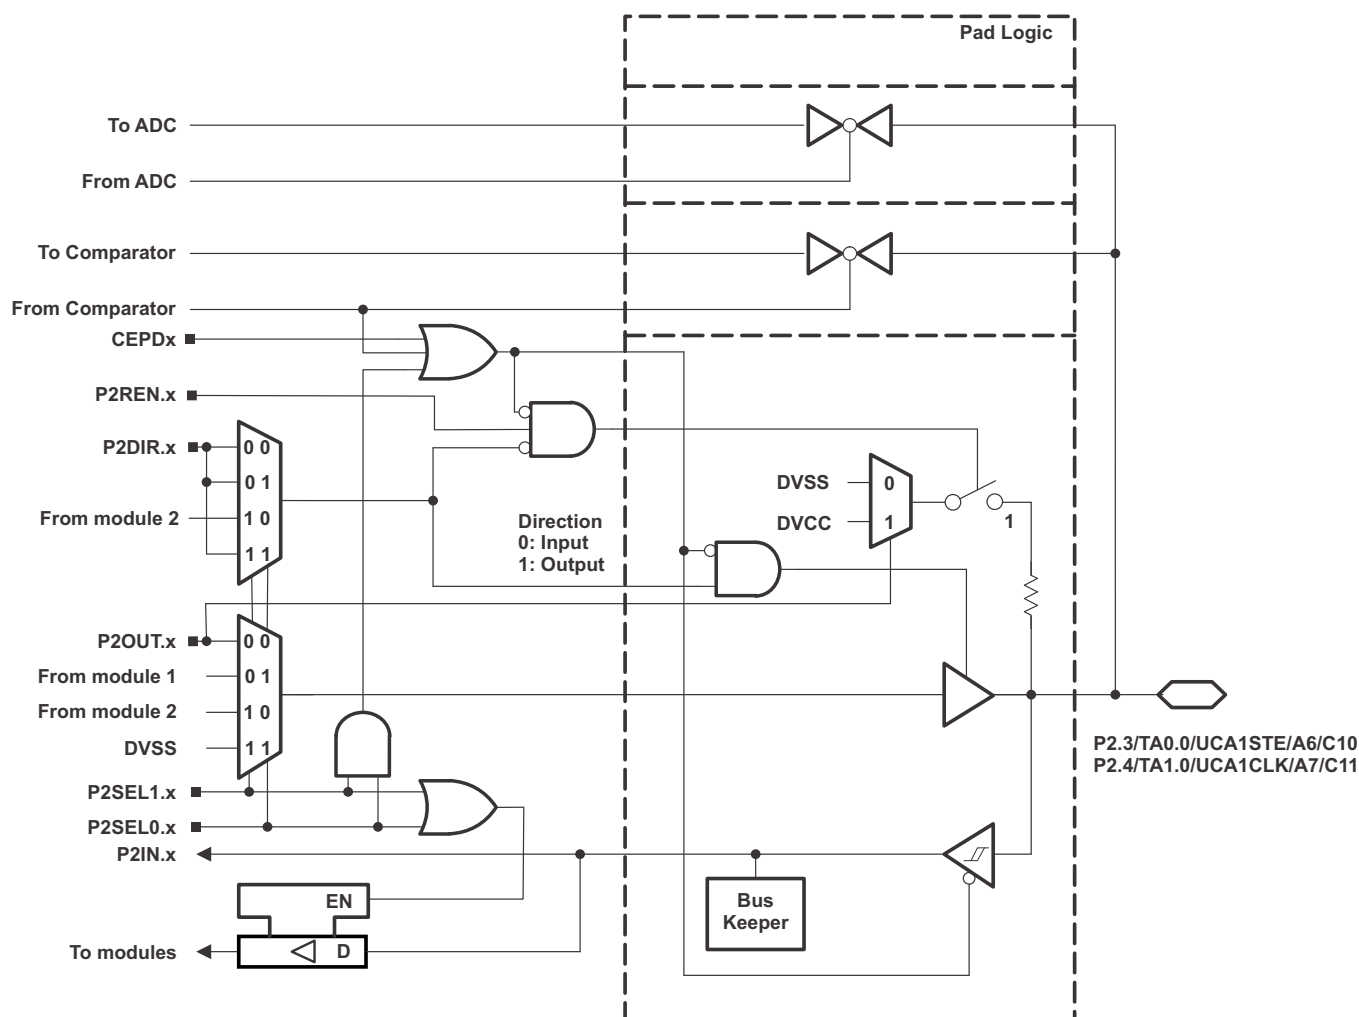 Pad Logic
To ADC
From ADC
To Comparator
From Comparator
CEPDx
P2REN.x
P2DIR.x
0 0
0 1
From module 2
1 0
1 1
Direction
0: Input
1: Output
DVSS
0
DVCC
1
1
P2OUT.x
0 0
From module 1
0 1
From module 2
1 0
DVSS
1 1
P2.3/TA0.0/UCA1STE/A6/C10
P2.4/TA1.0/UCA1CLK/A7/C11
P2SEL1.x
P2SEL0.x
P2IN.x
Bus
Keeper
EN
To modules
D